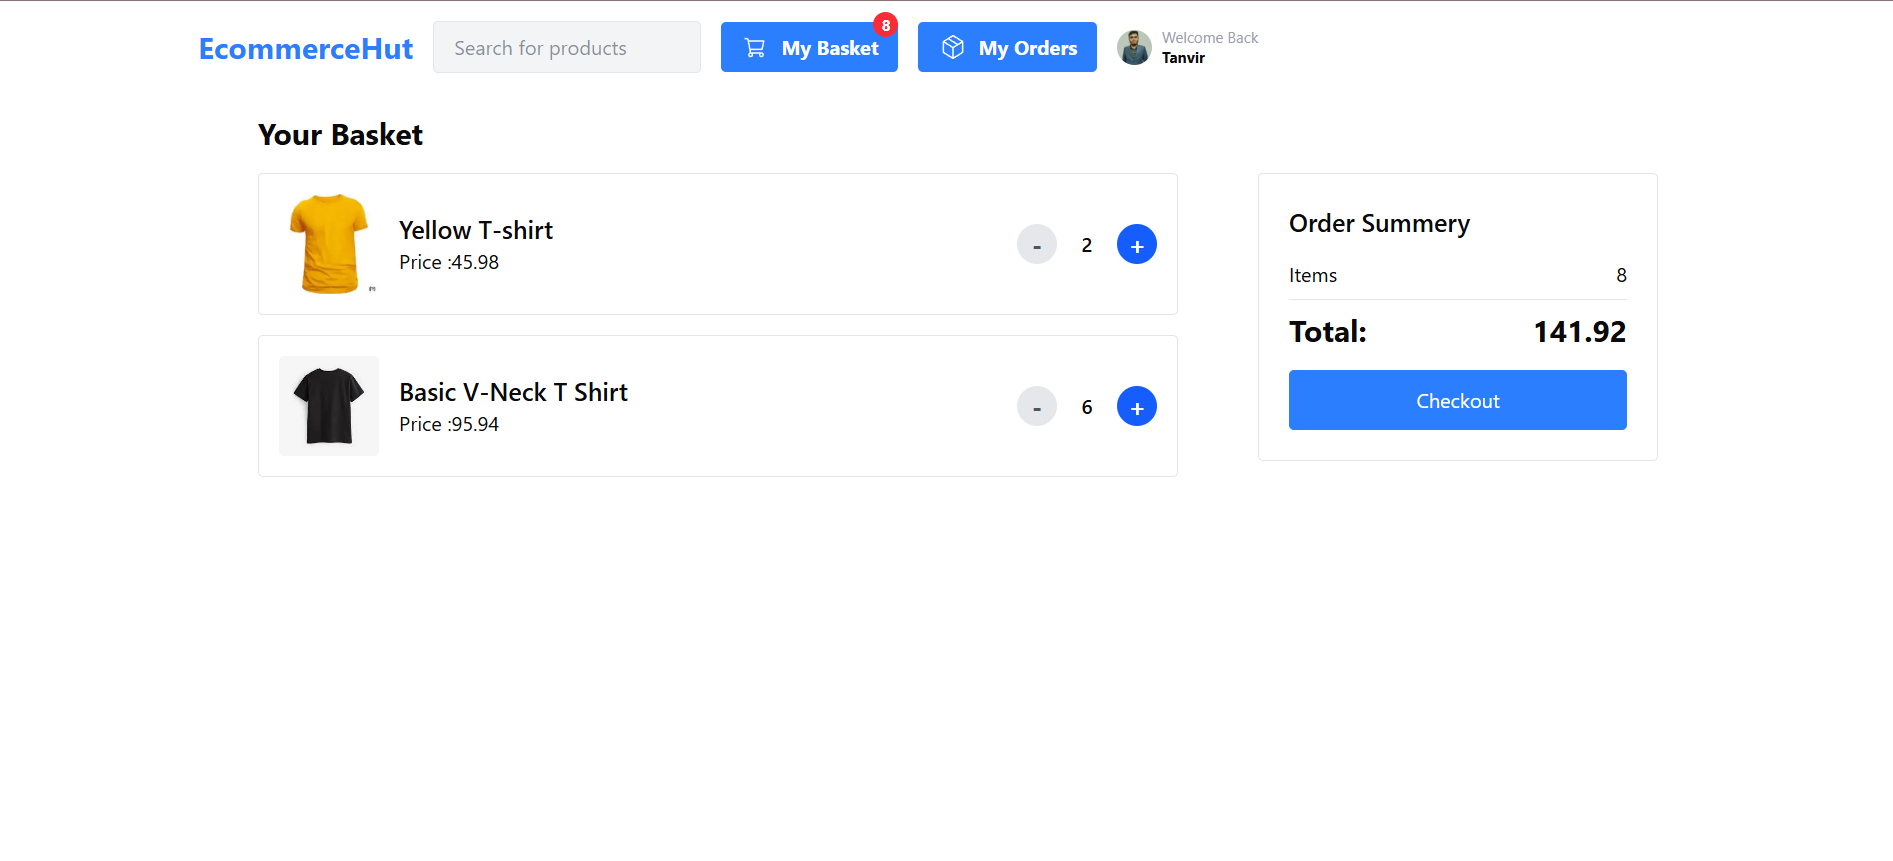 EcommerceHut
Search for products
My Basket
8
My Orders
Welcome Back
Tanvir
Your Basket
Yellow T-shirt
Price :45.98
- 2 +
Basic V-Neck T Shirt
Price :95.94
- 6 +
Order Summery
Items 8
Total: 141.92
Checkout